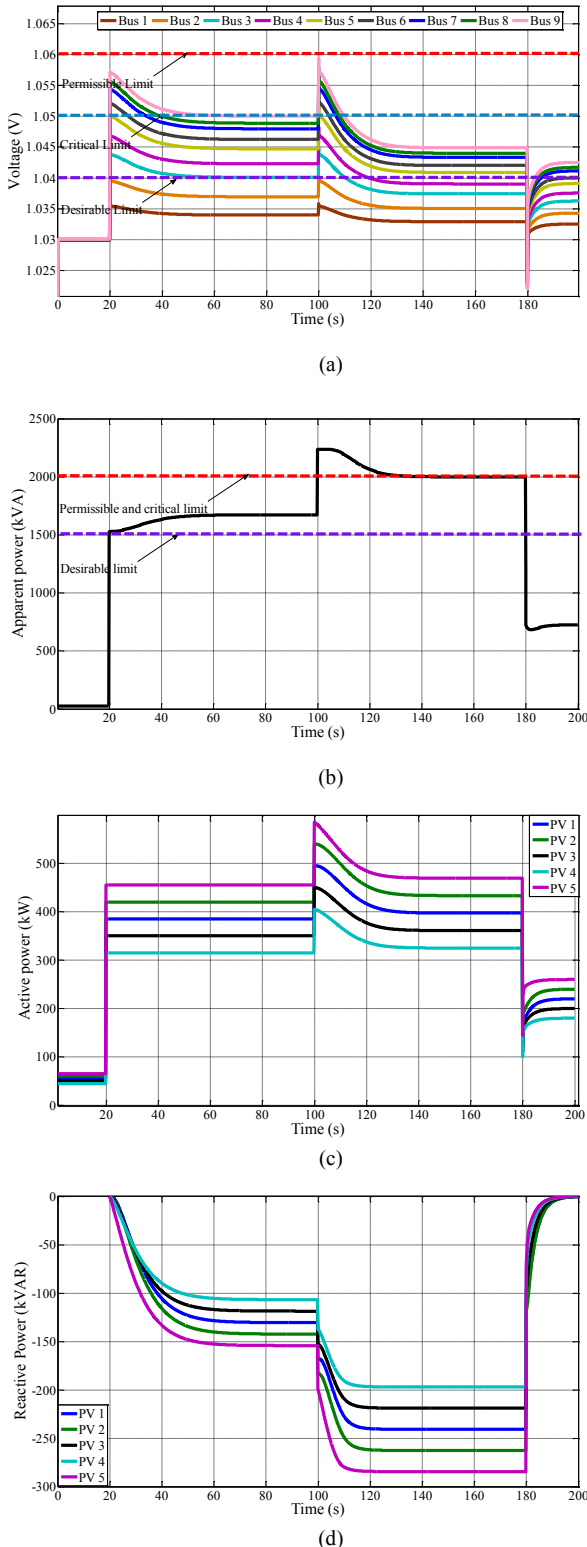 Bus 1 Bus 2 Bus 3 Bus 4 Bus 5 Bus 6 Bus 7 Bus 8 Bus 9
1.065
1.06
1.055
1.05
1.045
1.04
1.035
1.03
1.025
Voltage (V)
Permissible Limit
Critical Limit
Desirable Limit
0 20 40 60 80 100 120 140 160 180
Time (s)
(a)
2500
2000
1500
1000
500
0
Apparent power (kVA)
Permissible and critical limit
Desirable limit
20 40 60 80 100 120 140 160 180 200
Time (s)
(b)
500
400
300
200
100
0
Active power (kW)
PV 1
PV 2
PV 3
PV 4
PV 5
20 40 60 80 100 120 140 160 180 200
Time (s)
(c)
0
-50
-100
-150
-200
-250
-300
Reactive Power (kVAR)
PV 1
PV 2
PV 3
PV 4
PV 5
0 20 40 60 80 100 120 140 160 180 200
Time (s)
(d)